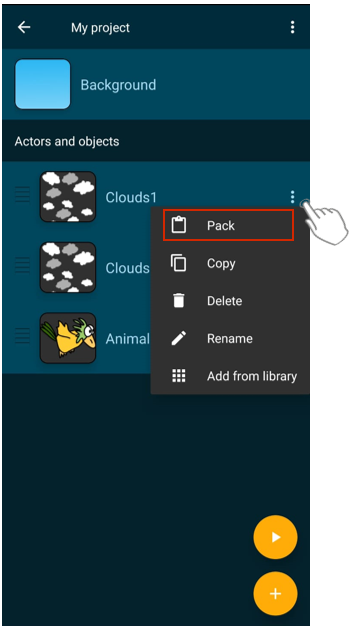 My project
Background
Actors and objects
Clouds1
Pack
Clouds
Copy
Delete
Animal
Rename
Add from library